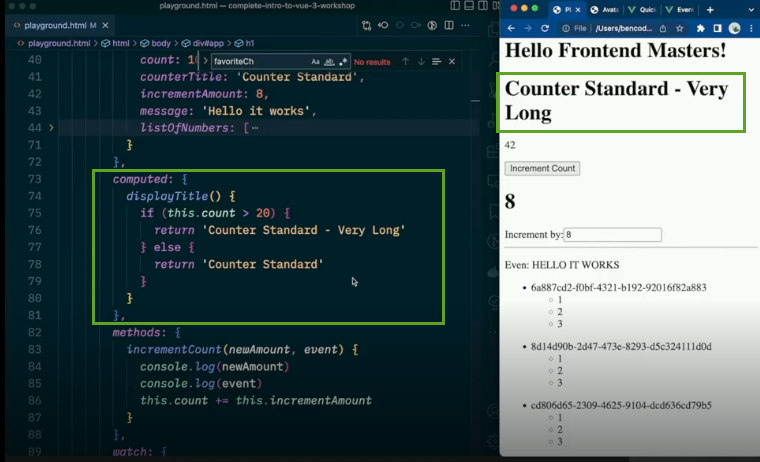 playground.html — complete-intro-to-vue-3-workshop
playground.html M
playground.html > html > body > div#app > h1
favoriteCh
Aa ab No results
40 count: 10
41 counterTitle: 'Counter Standard',
42 incrementAmount: 8,
43 message: 'Hello it works',
44 listOfNumbers: [
71 }
72 },
73 computed: {
74 displayTitle() {
75 if (this.count > 20) {
76 return 'Counter Standard - Very Long'
77 } else {
78 return 'Counter Standard'
79 }
80 }
81 },
82 methods: {
83 incrementCount(newAmount, event) {
84 console.log(newAmount)
85 console.log(event)
86 this.count += this.incrementAmount
87 }
88 },
89 watch: {
Pl Avata Quick Even
File /Users/bencod...
Hello Frontend Masters!
Counter Standard - Very
Long
42
Increment Count
8
Increment by: 8
Even: HELLO IT WORKS
6a887cd2-f0bf-4321-b192-92016f82a883
1
2
3
8d14d90b-2d47-473e-8293-d5c324111d0d
1
2
3
cd806d65-2309-4625-9104-dcd636cd79b5
1
2
3